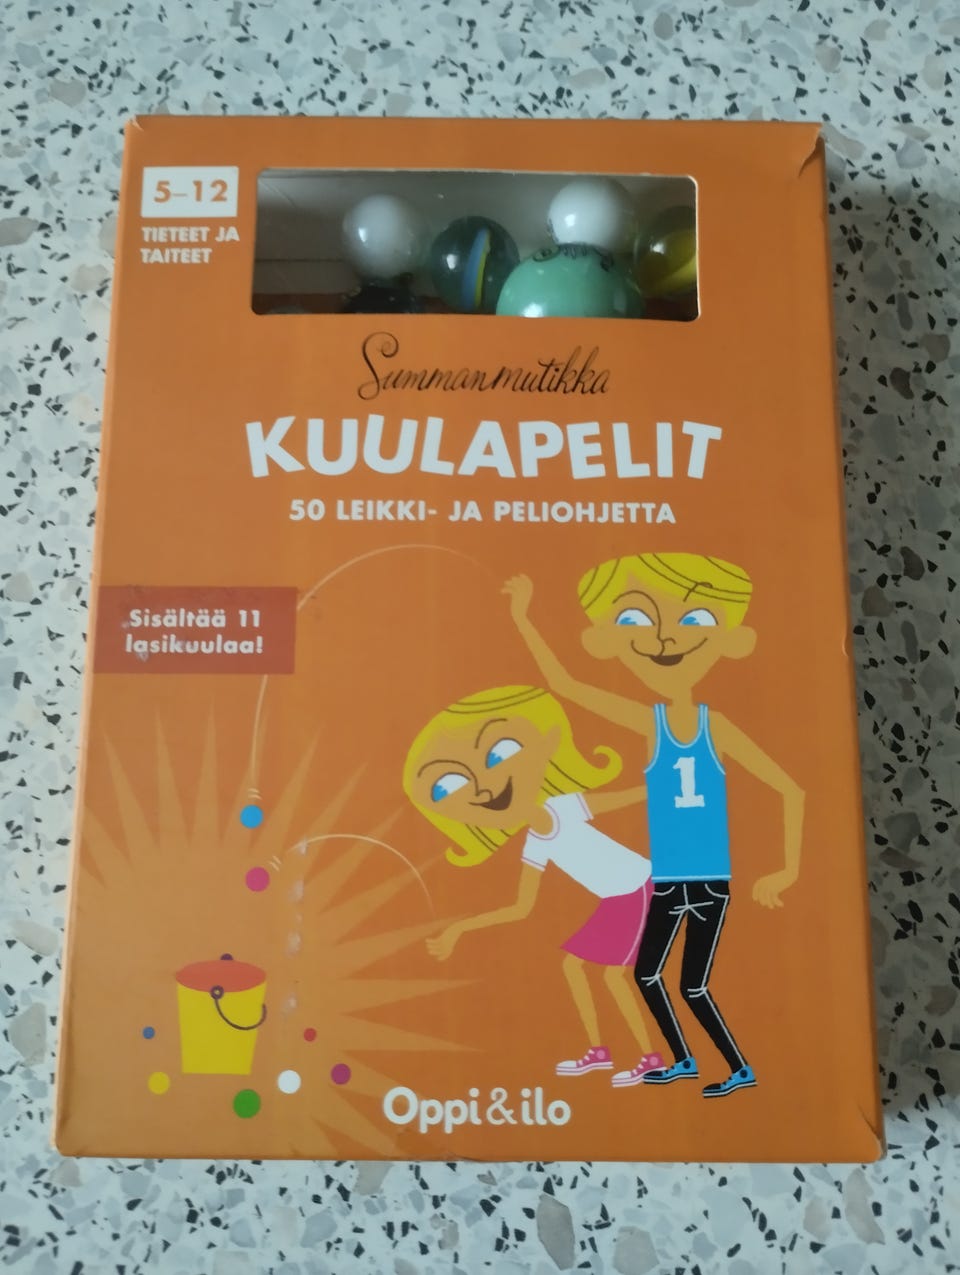 5–12
TIETEET JA
TAITEET
Summanmutikka
KUULAPELIT
50 LEIKKI- JA PELIOHJETTA
Sisältää 11
lasikuulaa!
1
Oppi&ilo